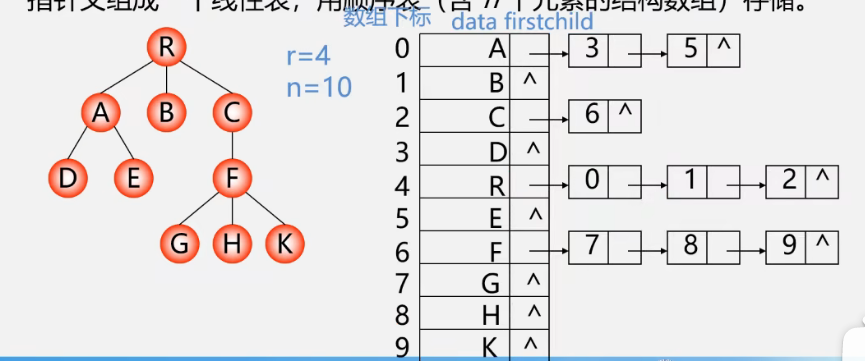 指针又组成一个线性表，用顺序表（含 n 个元素的结构数组）存储。
数组下标 data firstchild
r=4
n=10
R
A B C
D E F
G H K
0 A 3 5 ^
1 B ^
2 C 6 ^
3 D ^
4 R 0 1 2 ^
5 E ^
6 F 7 8 9 ^
7 G ^
8 H ^
9 K ^